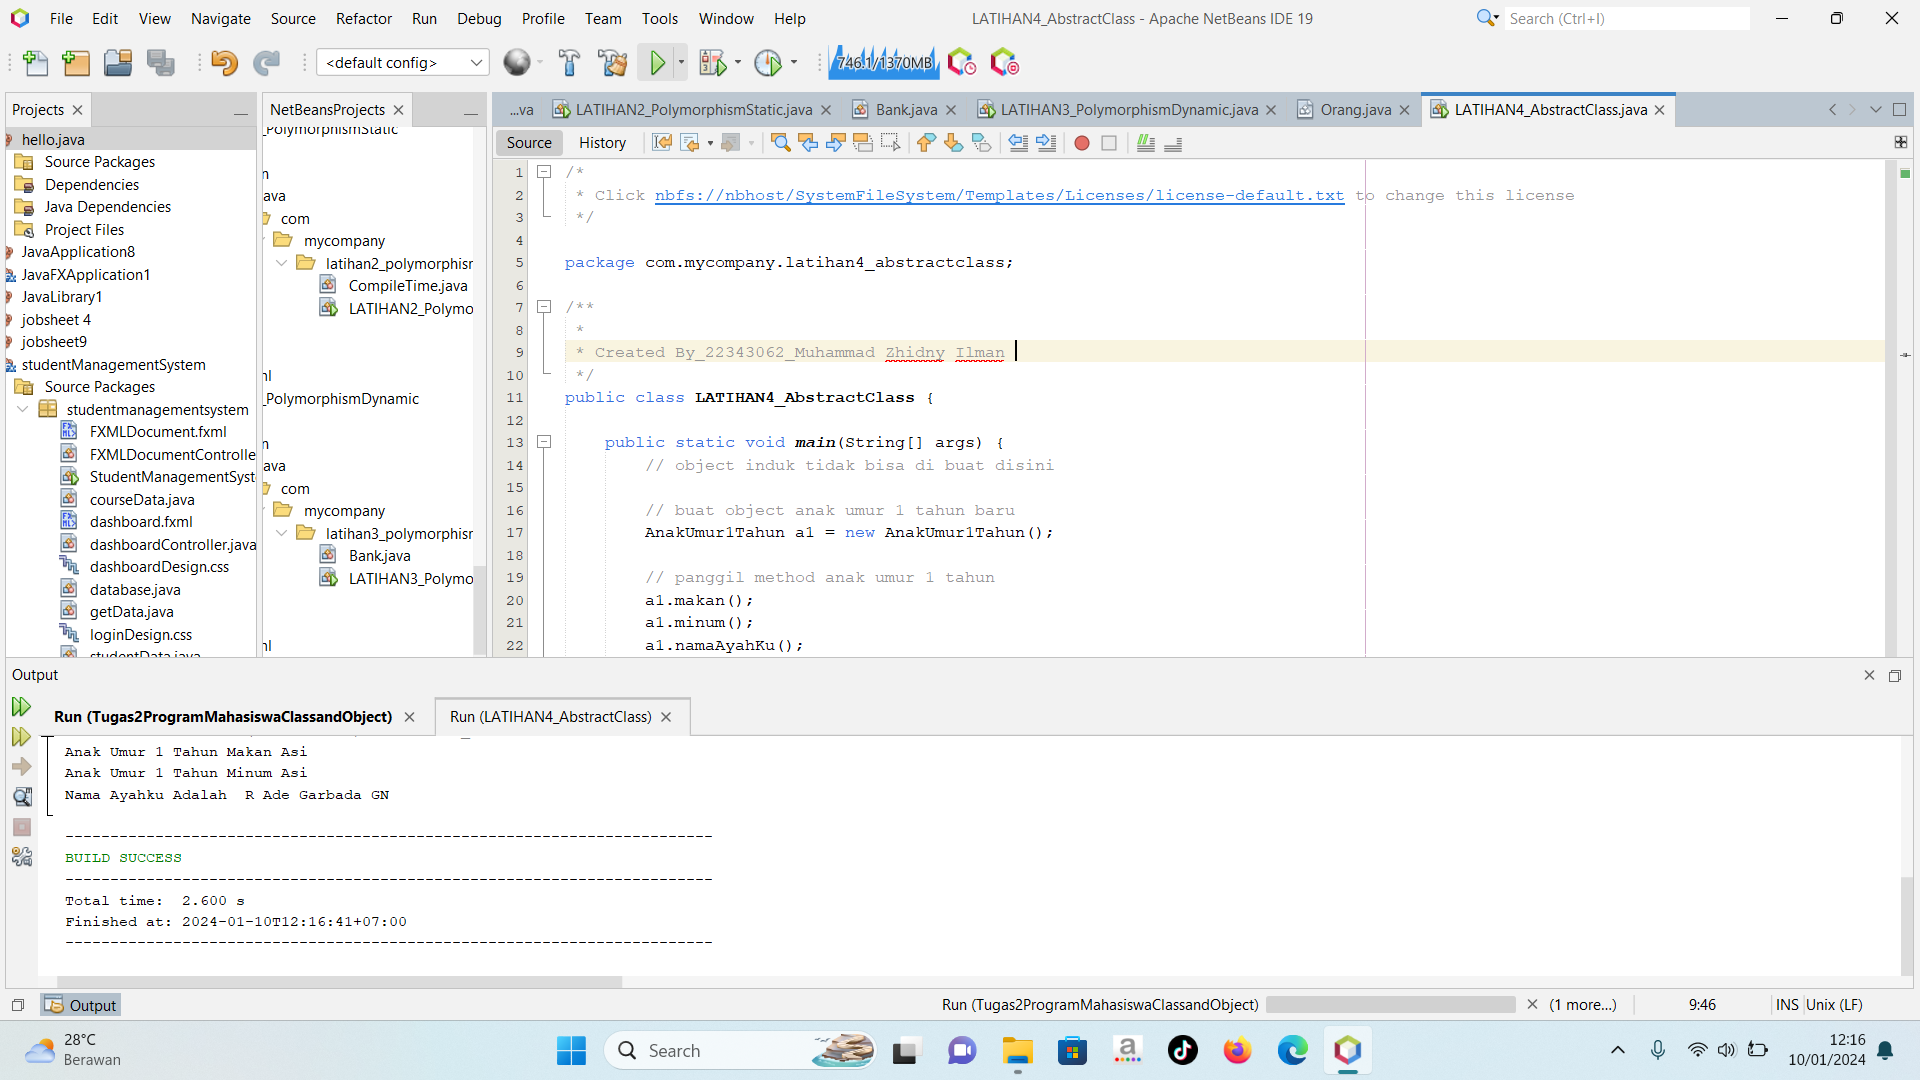 File Edit View Navigate Source Refactor Run Debug Profile Team Tools Window Help
LATIHAN4_AbstractClass - Apache NetBeans IDE 19
Search (Ctrl+I)
<default config>
746.1/1370MB
Projects
hello.java
Source Packages
Dependencies
Java Dependencies
Project Files
JavaApplication8
JavaFXApplication1
JavaLibrary1
jobsheet 4
jobsheet9
studentManagementSystem
Source Packages
studentmanagementsystem
FXMLDocument.fxml
FXMLDocumentControlle
StudentManagementSyst
courseData.java
dashboard.fxml
dashboardController.java
dashboardDesign.css
database.java
getData.java
loginDesign.css
studentData.java
NetBeansProjects
_PolymorphismStatic
n
ava
com
mycompany
latihan2_polymorphisr
CompileTime.java
LATIHAN2_Polymo
nl
_PolymorphismDynamic
n
ava
com
mycompany
latihan3_polymorphisr
Bank.java
LATIHAN3_Polymo
nl
...va LATIHAN2_PolymorphismStatic.java Bank.java LATIHAN3_PolymorphismDynamic.java Orang.java LATIHAN4_AbstractClass.java
Source History
1 /*
2 * Click nbfs://nbhost/SystemFileSystem/Templates/Licenses/license-default.txt to change this license
3 */
4
5 package com.mycompany.latihan4_abstractclass;
6
7 /**
8 *
9 * Created By_22343062_Muhammad Zhidny Ilman
10 */
11 public class LATIHAN4_AbstractClass {
12
13 public static void main(String[] args) {
14 // object induk tidak bisa di buat disini
15
16 // buat object anak umur 1 tahun baru
17 AnakUmur1Tahun a1 = new AnakUmur1Tahun();
18
19 // panggil method anak umur 1 tahun
20 a1.makan();
21 a1.minum();
22 a1.namaAyahKu();
Output
Run (Tugas2ProgramMahasiswaClassandObject) Run (LATIHAN4_AbstractClass)
Anak Umur 1 Tahun Makan Asi
Anak Umur 1 Tahun Minum Asi
Nama Ayahku Adalah  R Ade Garbada GN
------------------------------------------------------------------------
BUILD SUCCESS
------------------------------------------------------------------------
Total time:  2.600 s
Finished at: 2024-01-10T12:16:41+07:00
------------------------------------------------------------------------
Output
Run (Tugas2ProgramMahasiswaClassandObject)
(1 more...)
9:46
INS
Unix (LF)
28°C
Berawan
Search
a
12:16
10/01/2024